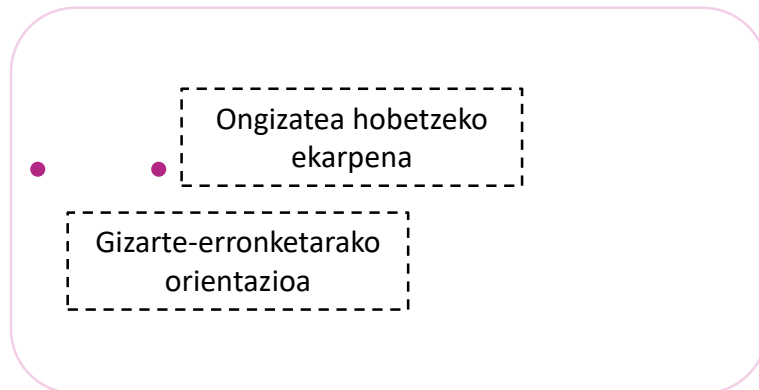 Ongizatea hobetzeko
ekarpena
Gizarte-erronketarako
orientazioa